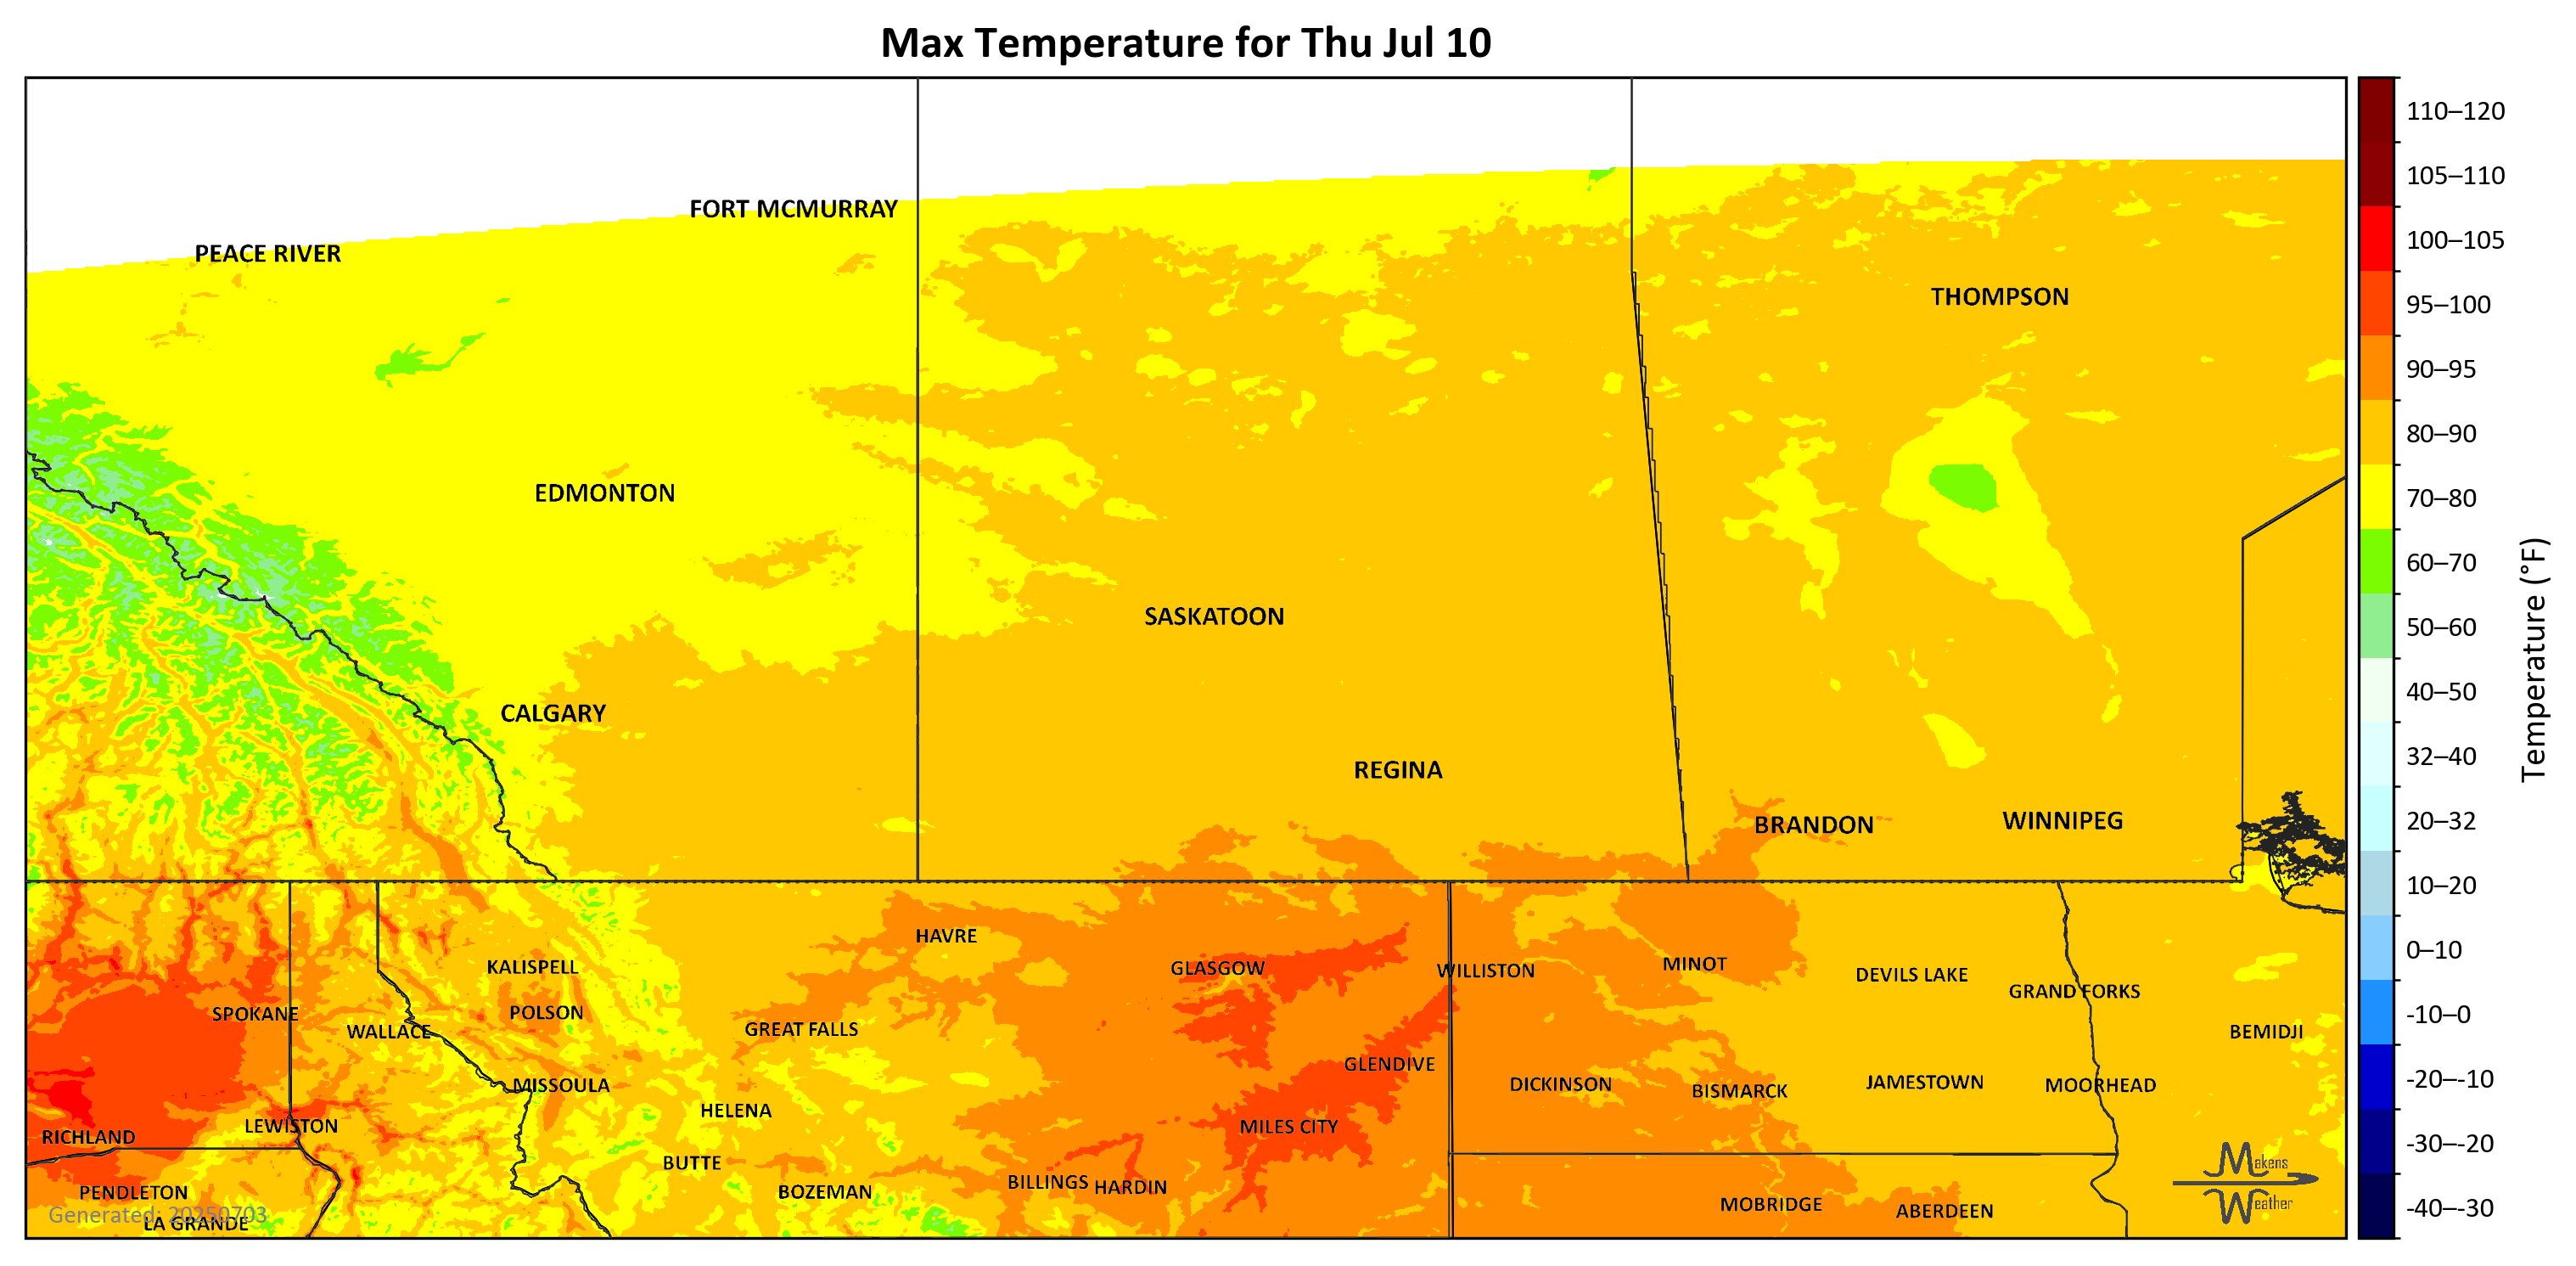 Max Temperature for Thu Jul 10
110–120
105–110
FORT MCMURRAY
100–105
PEACE RIVER
THOMPSON
95–100
90–95
80–90
EDMONTON
70–80
60–70
SASKATOON
50–60
Temperature (°F)
40–50
CALGARY
32–40
REGINA
BRANDON
WINNIPEG
20–32
10–20
HAVRE
0–10
KALISPELL
GLASGOW
WILLISTON
MINOT
DEVILS LAKE
GRAND FORKS
SPOKANE
POLSON
-10–0
WALLACE
GREAT FALLS
BEMIDJI
GLENDIVE
-20–-10
MISSOULA
DICKINSON
BISMARCK
JAMESTOWN
MOORHEAD
HELENA
LEWISTON
MILES CITY
RICHLAND
-30–-20
BUTTE
Makens
Weather
PENDLETON
BOZEMAN
BILLINGS
HARDIN
MOBRIDGE
ABERDEEN
-40–-30
Generated: 20250703
LA GRANDE